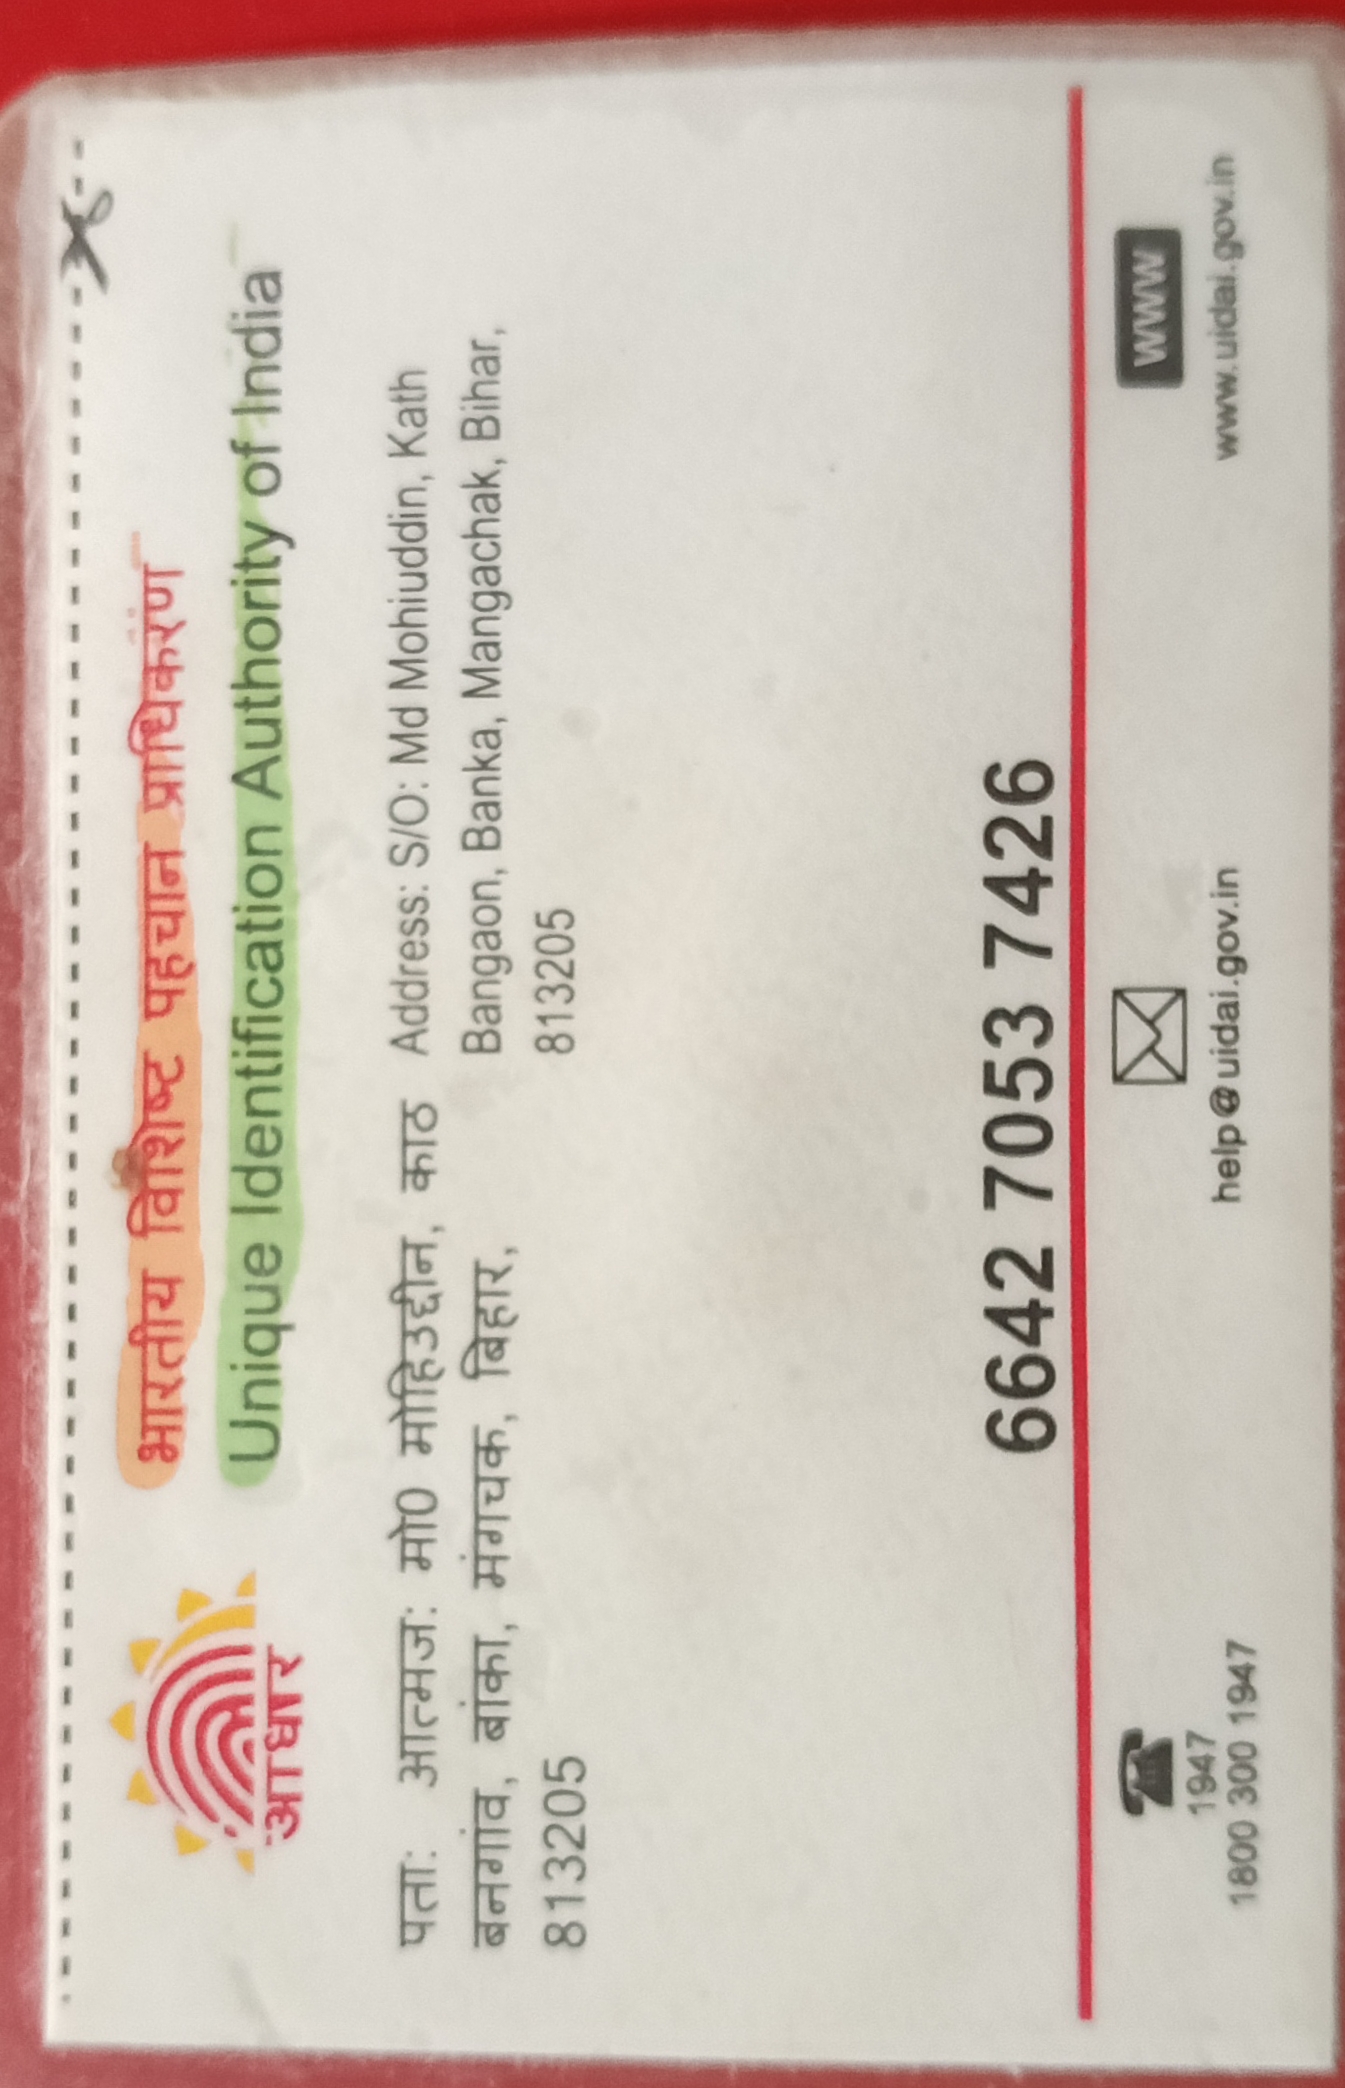 भारतीय विशिष्ट पहचान प्राधिकरण
Unique Identification Authority of India
आधार
पता: आत्मज: मो0 मोहिउद्दीन, काठ
बनगांव, बांका, मंगचक, बिहार,
813205
Address: S/O: Md Mohiuddin, Kath
Bangaon, Banka, Mangachak, Bihar,
813205
6642 7053 7426
1947
1800 300 1947
help@uidai.gov.in
WWW
www.uidai.gov.in